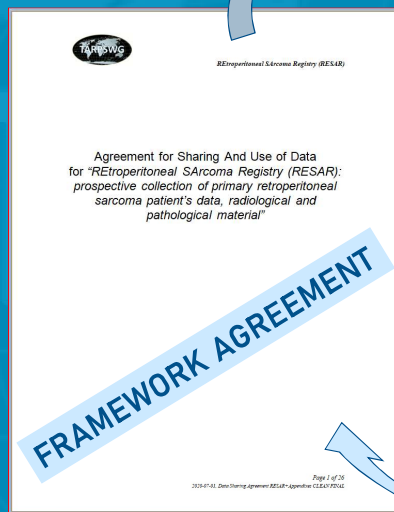 TARPSWG
REtroperitoneal SArcoma Registry (RESAR)
Agreement for Sharing And Use of Data
for “REtroperitoneal SArcoma Registry (RESAR):
prospective collection of primary retroperitoneal
sarcoma patient’s data, radiological and
pathological material”
FRAMEWORK AGREEMENT
Page 1 of 26
2020-07-01. Data Sharing Agreement RESAR+Appendixes CLEAN FINAL